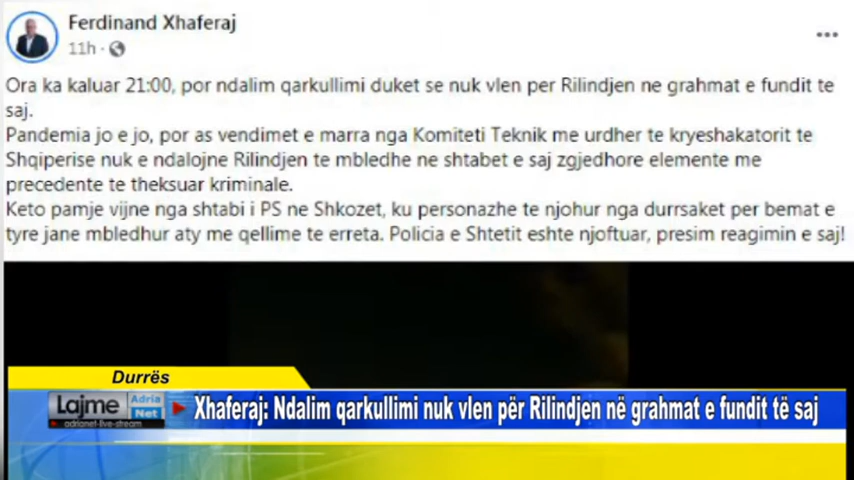 Ferdinand Xhaferaj
11h ·
Ora ka kaluar 21:00, por ndalim qarkullimi duket se nuk vlen per Rilindjen ne grahmat e fundit te
saj.
Pandemia jo e jo, por as vendimet e marra nga Komiteti Teknik me urdher te kryeshakatorit te
Shqiperise nuk e ndalojne Rilindjen te mbledhe ne shtabet e saj zgjedhore elemente me
precedente te theksuar kriminale.
Keto pamje vijne nga shtabi i PS ne Shkozet, ku personazhe te njohur nga durrsaket per bemat e
tyre jane mbledhur aty me qellime te erreta. Policia e Shtetit eshte njoftuar, presim reagimin e saj!
Durrës
Lajme Adria Net
adrianet-live-stream
Xhaferaj: Ndalim qarkullimi nuk vlen për Rilindjen në grahmat e fundit të saj